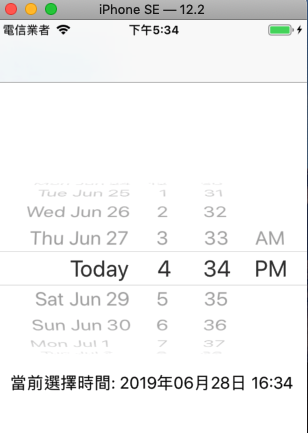 iPhone SE — 12.2
電信業者 下午5:34
Tue Jun 25 1 31
Wed Jun 26 2 32
Thu Jun 27 3 33 AM
Today 4 34 PM
Sat Jun 29 5 35
Sun Jun 30 6 36
Mon Jul 1 7 37
當前選擇時間: 2019年06月28日 16:34